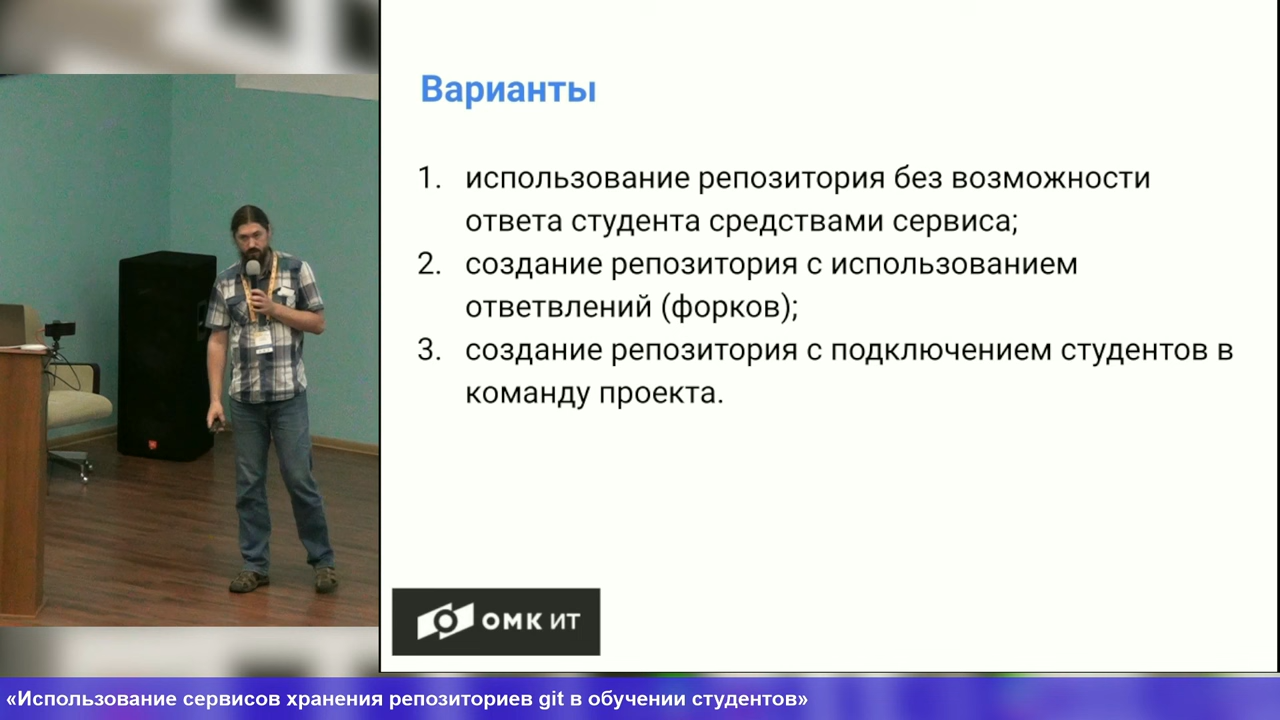 Варианты
1. использование репозитория без возможности
ответа студента средствами сервиса;
2. создание репозитория с использованием
ответвлений (форков);
3. создание репозитория с подключением студентов в
команду проекта.
ОМК ИТ
«Использование сервисов хранения репозиториев git в обучении студентов»